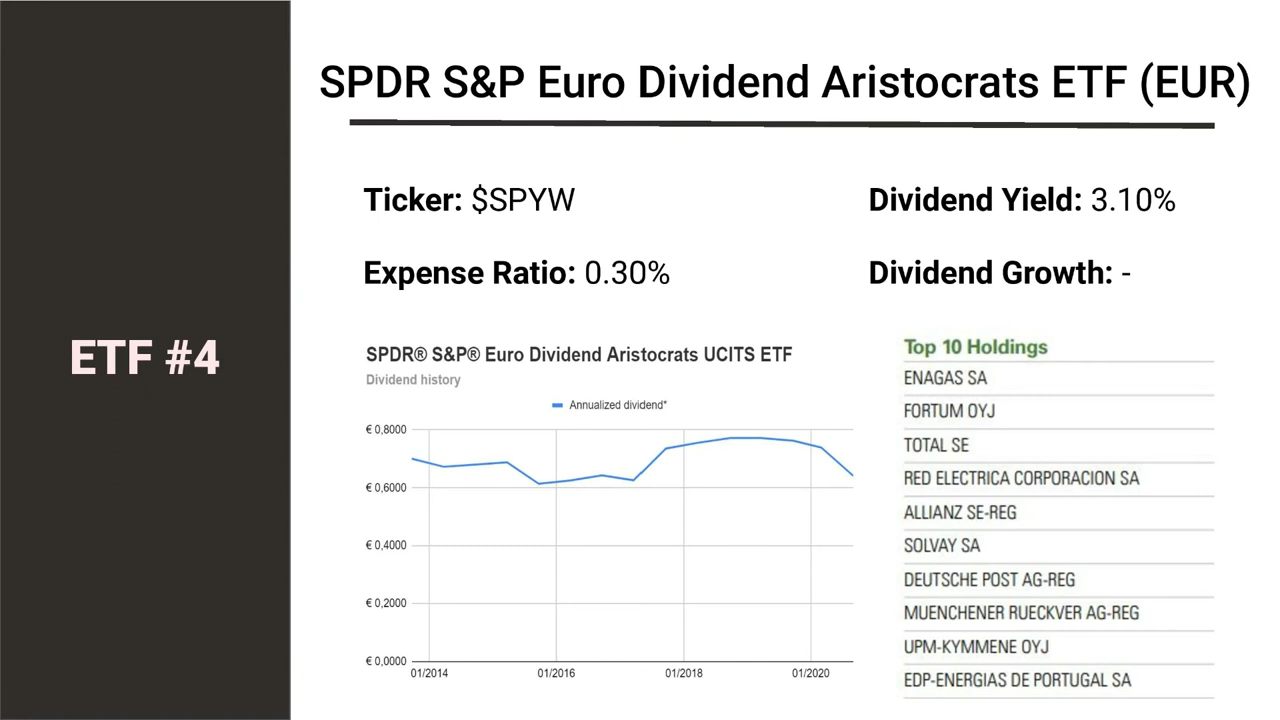 SPDR S&P Euro Dividend Aristocrats ETF (EUR)
Ticker: $SPYW
Dividend Yield: 3.10%
Expense Ratio: 0.30%
Dividend Growth: -
ETF #4
SPDR® S&P® Euro Dividend Aristocrats UCITS ETF
Dividend history
Annualized dividend*
€ 0,8000
€ 0,6000
€ 0,4000
€ 0,2000
€ 0,0000
01/2014
01/2016
01/2018
01/2020
Top 10 Holdings
ENAGAS SA
FORTUM OYJ
TOTAL SE
RED ELECTRICA CORPORACION SA
ALLIANZ SE-REG
SOLVAY SA
DEUTSCHE POST AG-REG
MUENCHENER RUECKVER AG-REG
UPM-KYMMENE OYJ
EDP-ENERGIAS DE PORTUGAL SA